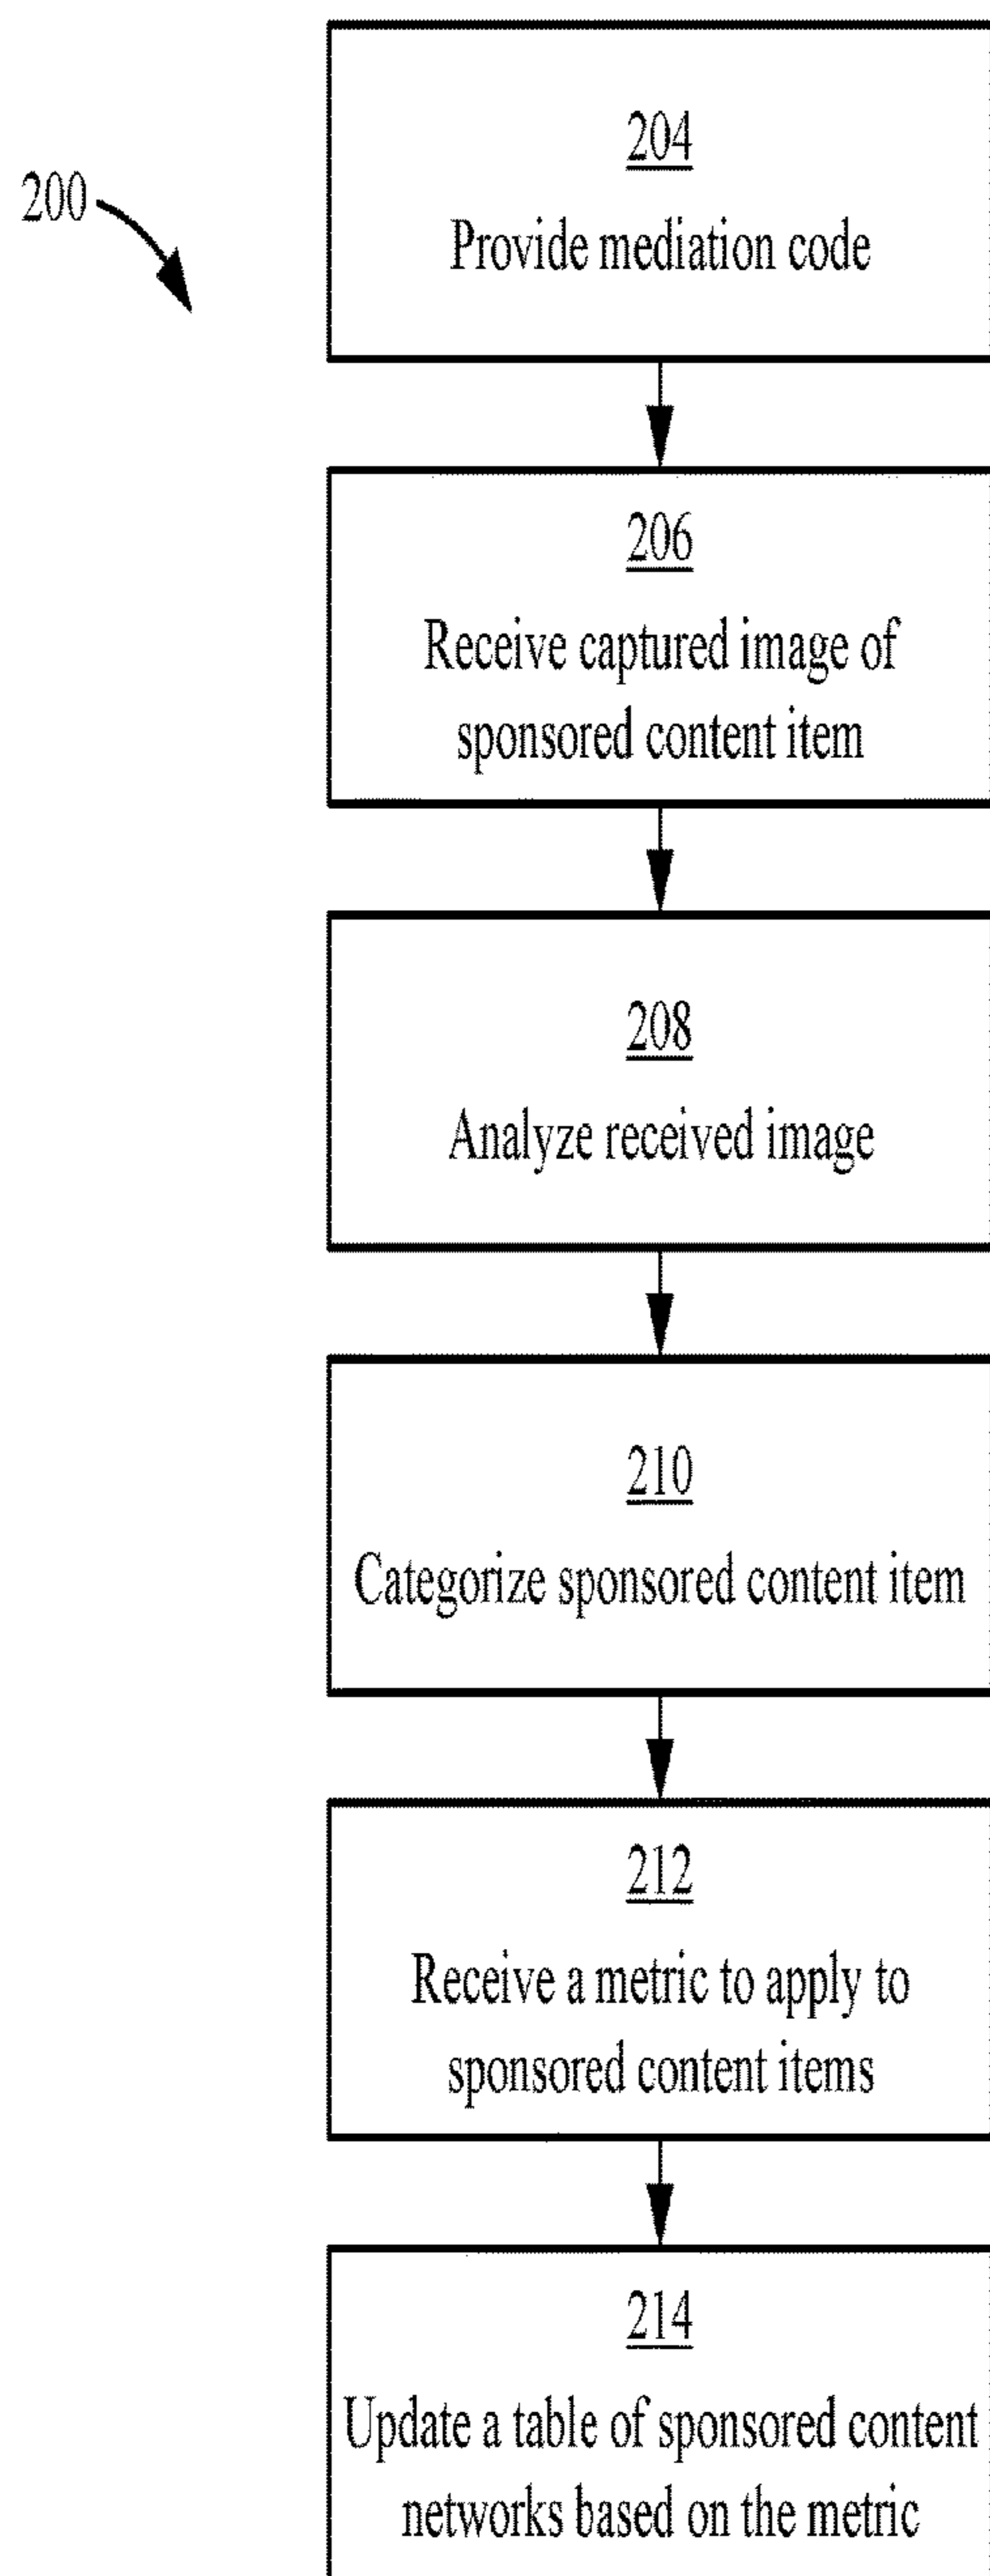 200
204
Provide mediation code
206
Receive captured image of
sponsored content item
208
Analyze received image
210
Categorize sponsored content item
212
Receive a metric to apply to
sponsored content items
214
Update a table of sponsored content
networks based on the metric